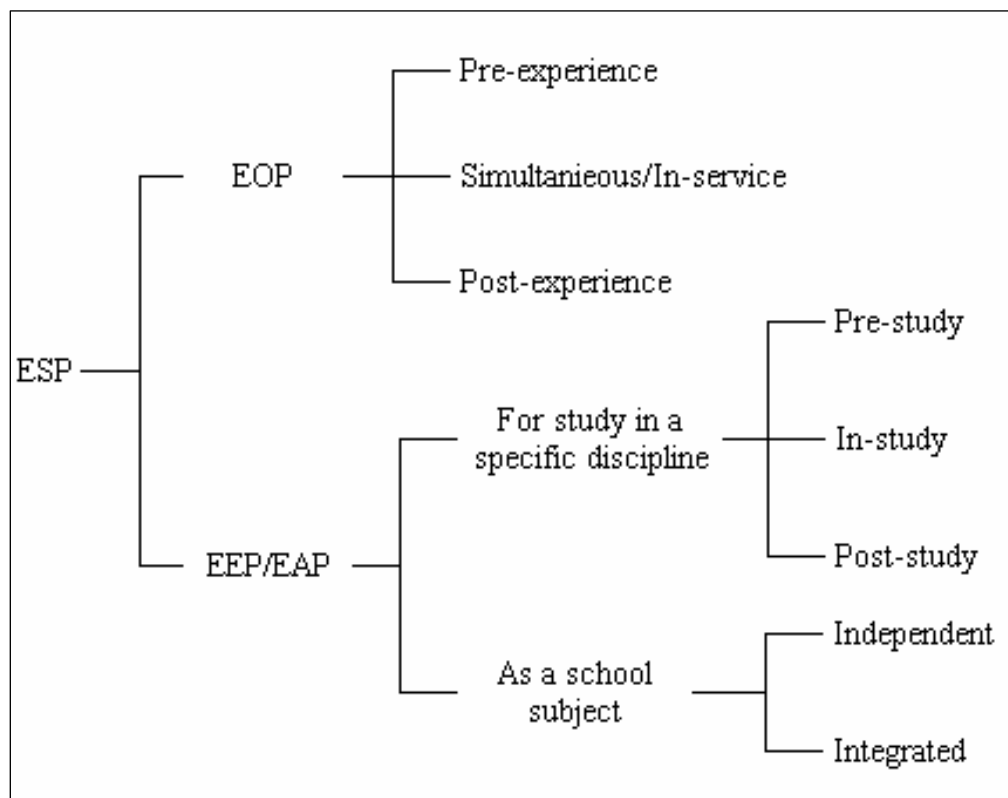 Pre-experience
EOP
Simultanieous/In-service
Post-experience
Pre-study
ESP
For study in a
specific discipline
In-study
EEP/EAP
Post-study
Independent
As a school
subject
Integrated